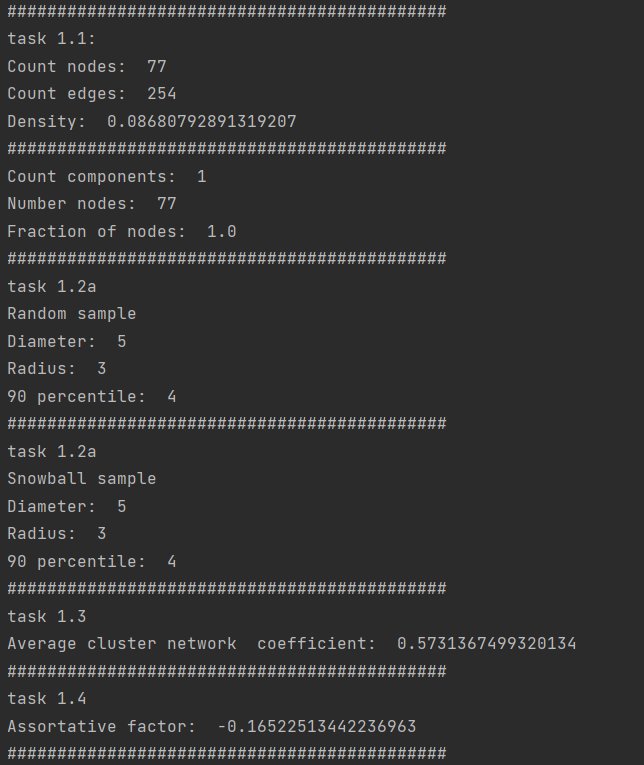 ############################################
task 1.1:
Count nodes:  77
Count edges:  254
Density:  0.08680792891319207
############################################
Count components:  1
Number nodes:  77
Fraction of nodes:  1.0
############################################
task 1.2a
Random sample
Diameter:  5
Radius:  3
90 percentile:  4
############################################
task 1.2a
Snowball sample
Diameter:  5
Radius:  3
90 percentile:  4
############################################
task 1.3
Average cluster network  coefficient:  0.5731367499320134
############################################
task 1.4
Assortative factor:  -0.16522513442236963
############################################